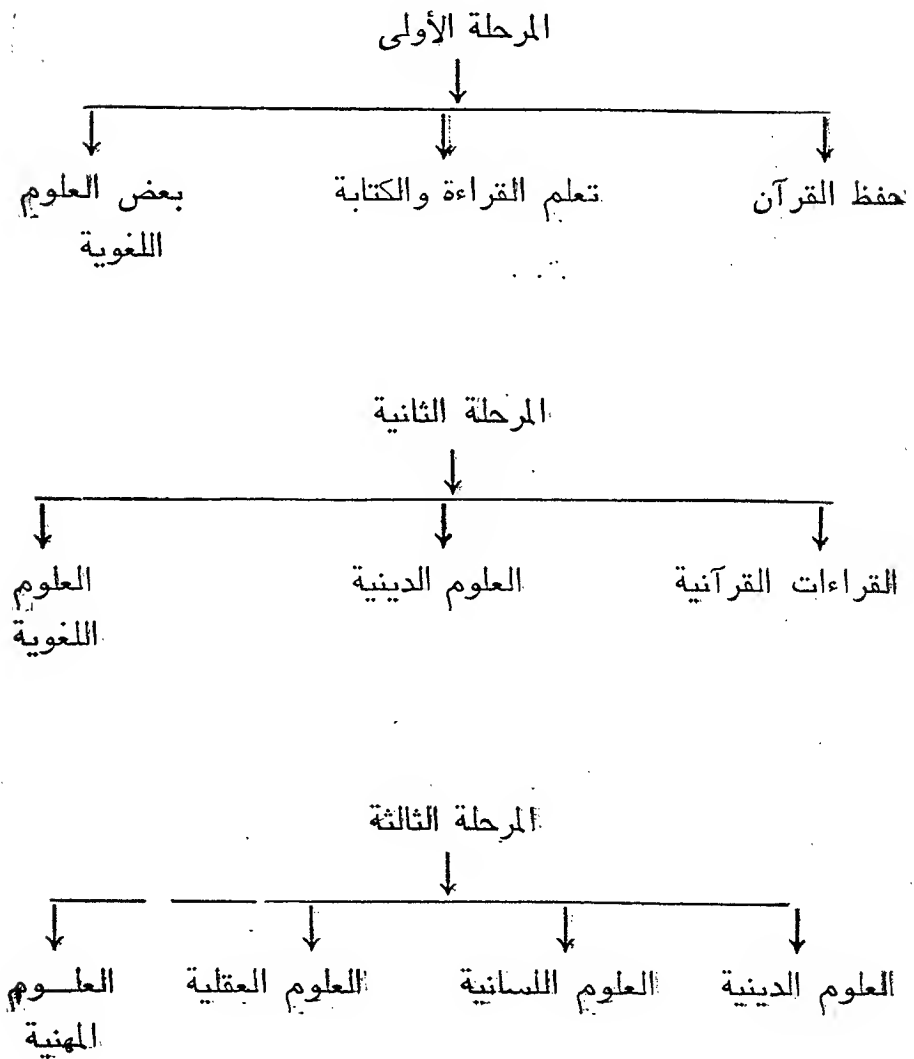 المرحلة الأولى
حفظ القرآن تعلم القراءة والكتابة بعض العلوم
اللغوية
المرحلة الثانية
القراءات القرآنية العلوم الدينية العلوم
اللغوية
المرحلة الثالثة
العلوم الدينية العلوم اللسانية العلوم العقلية العلــوم
المهنية